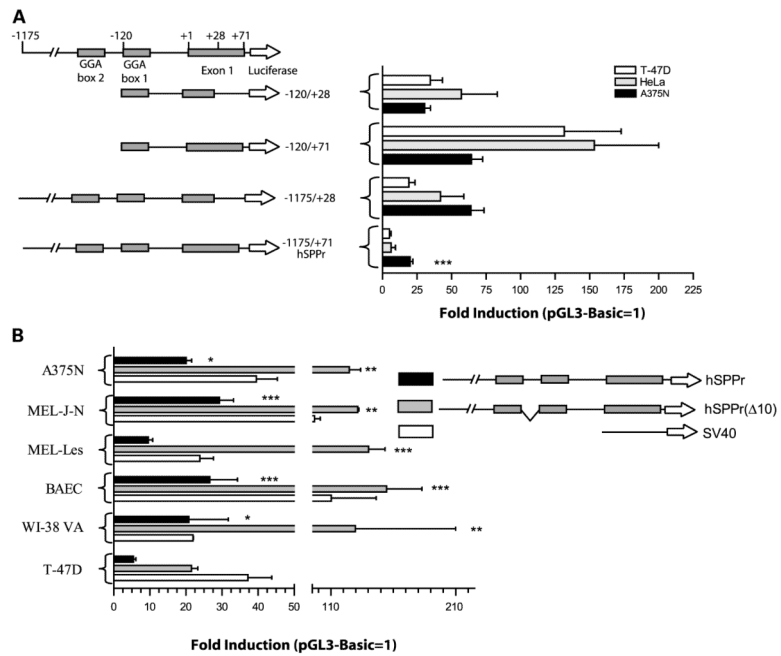 A
-1175 -120 +1 +28 +71
GGA box 2
GGA box 1
Exon 1
Luciferase
-120/+28
-120/+71
-1175/+28
-1175/+71
hSPPr
T-47D
HeLa
A375N
***
0 25 50 75 100 125 150 175 200 225
Fold Induction (pGL3-Basic=1)
B
A375N
*
**
MEL-J-N
***
**
MEL-Les
***
BAEC
***
***
WI-38 VA
*
**
T-47D
0 10 20 30 40 50 110 210
Fold Induction (pGL3-Basic=1)
hSPPr
hSPPr(Δ10)
SV40